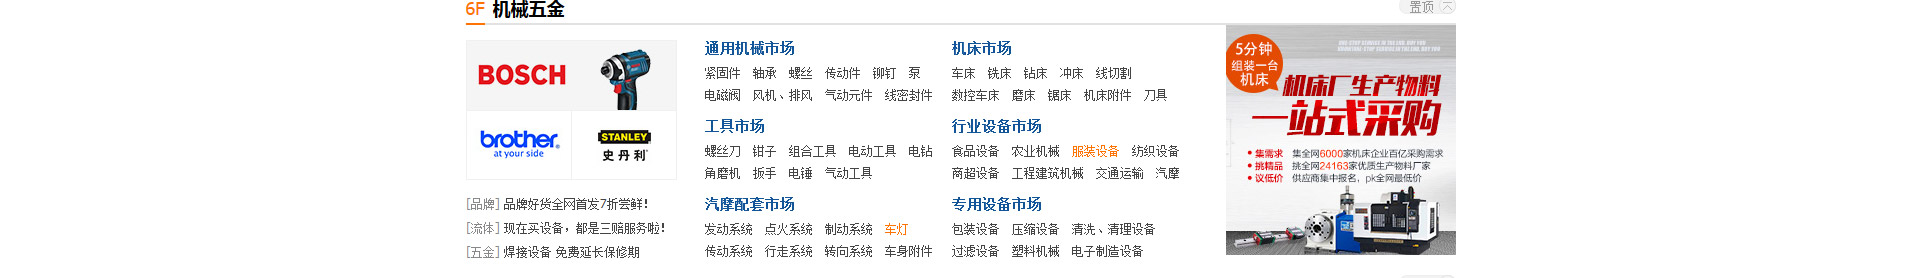 6F 机械五金
置顶
BOSCH
brother
at your side
STANLEY
史丹利
[品牌] 品牌好货全网首发7折尝鲜!
[流体] 现在买设备，都是三赔服务啦!
[五金] 焊接设备 免费延长保修期
通用机械市场
紧固件 轴承 螺丝 传动件 铆钉 泵
电磁阀 风机、排风 气动元件 线密封件
工具市场
螺丝刀 钳子 组合工具 电动工具 电钻
角磨机 扳手 电锤 气动工具
汽摩配套市场
发动系统 点火系统 制动系统 车灯
传动系统 行走系统 转向系统 车身附件
机床市场
车床 铣床 钻床 冲床 线切割
数控车床 磨床 锯床 机床附件 刀具
行业设备市场
食品设备 农业机械 服装设备 纺织设备
商超设备 工程建筑机械 交通运输 汽摩
专用设备市场
包装设备 压缩设备 清洗、清理设备
过滤设备 塑料机械 电子制造设备
5分钟
组装一台
机床
机床厂生产物料
一站式采购
• 集需求 集全网6000家机床企业百亿采购需求
• 挑精品 挑全网24163家优质生产物料厂家
• 议低价 供应商集中报名，pk全网最低价